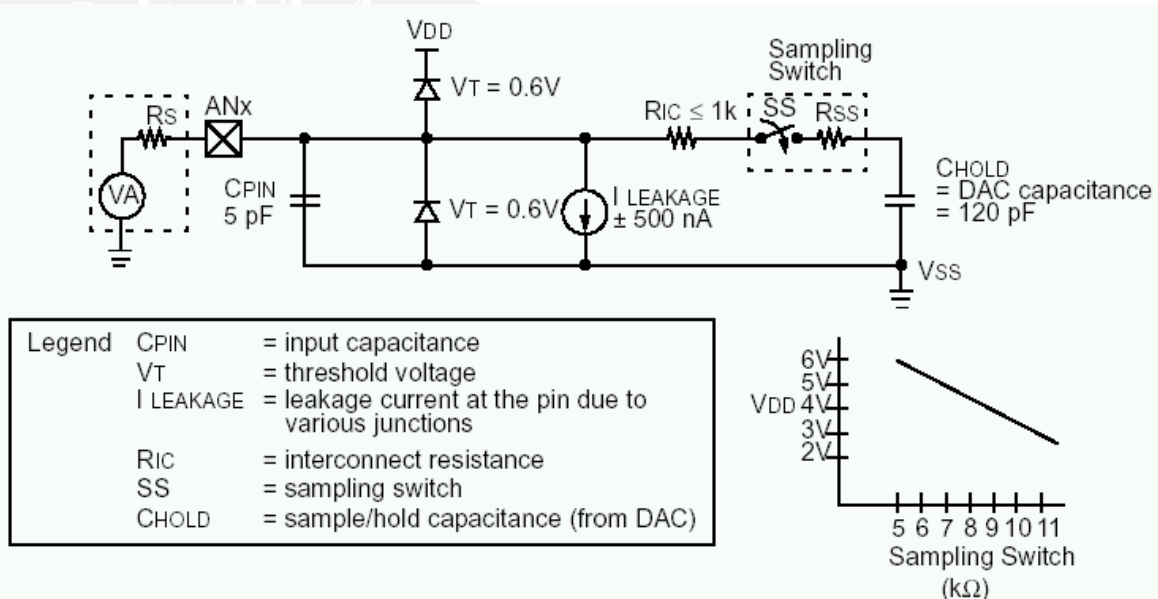 VDD
Sampling
Switch
VT = 0.6V
RS ANx
RIC ≤ 1k SS RSS
VA
CPIN
5 pF
VT = 0.6V
I LEAKAGE
± 500 nA
CHOLD
= DAC capacitance
= 120 pF
VSS
Legend CPIN = input capacitance
VT = threshold voltage
I LEAKAGE = leakage current at the pin due to
various junctions
RIC = interconnect resistance
SS = sampling switch
CHOLD = sample/hold capacitance (from DAC)
6V
5V
VDD 4V
3V
2V
5 6 7 8 9 10 11
Sampling Switch
(kΩ)